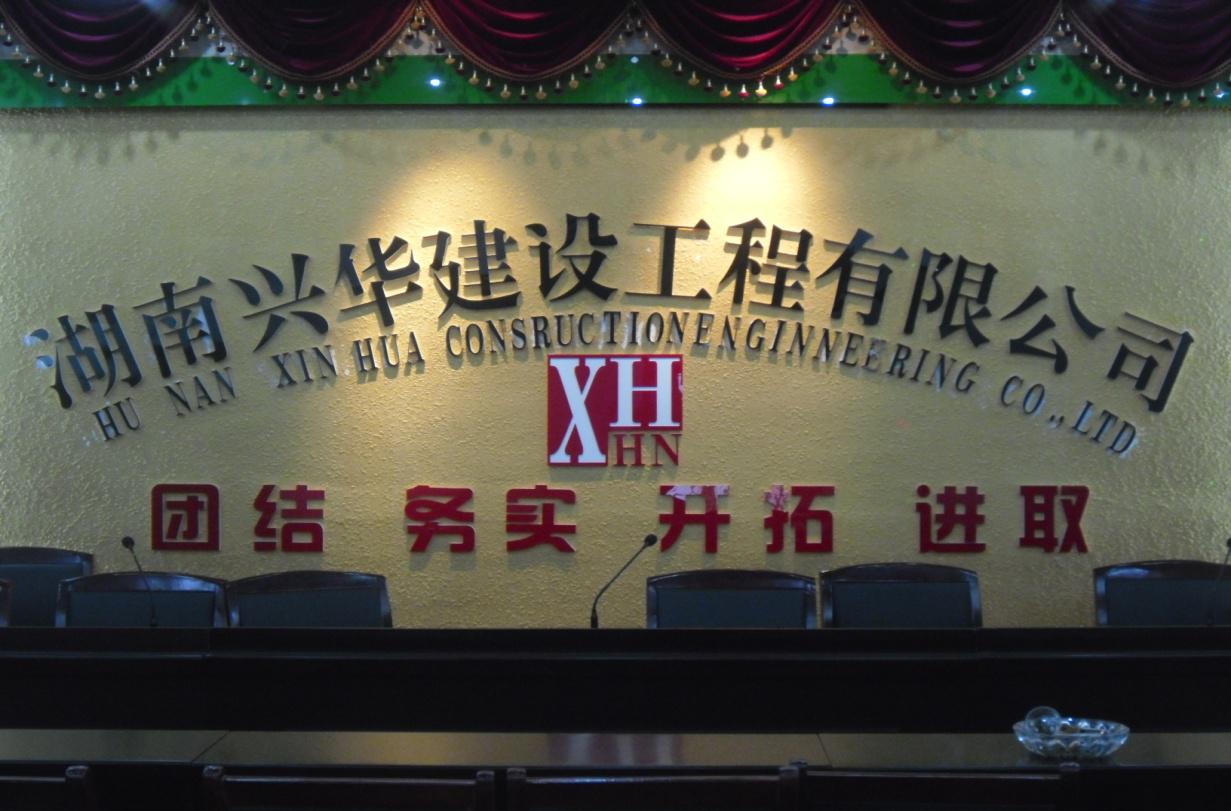 湖南兴华建设工程有限公司
HU NAN XIN HUA CONSRUCTIONENGINNEERING CO.,LTD
XH
HN
团结 务实 开拓 进取